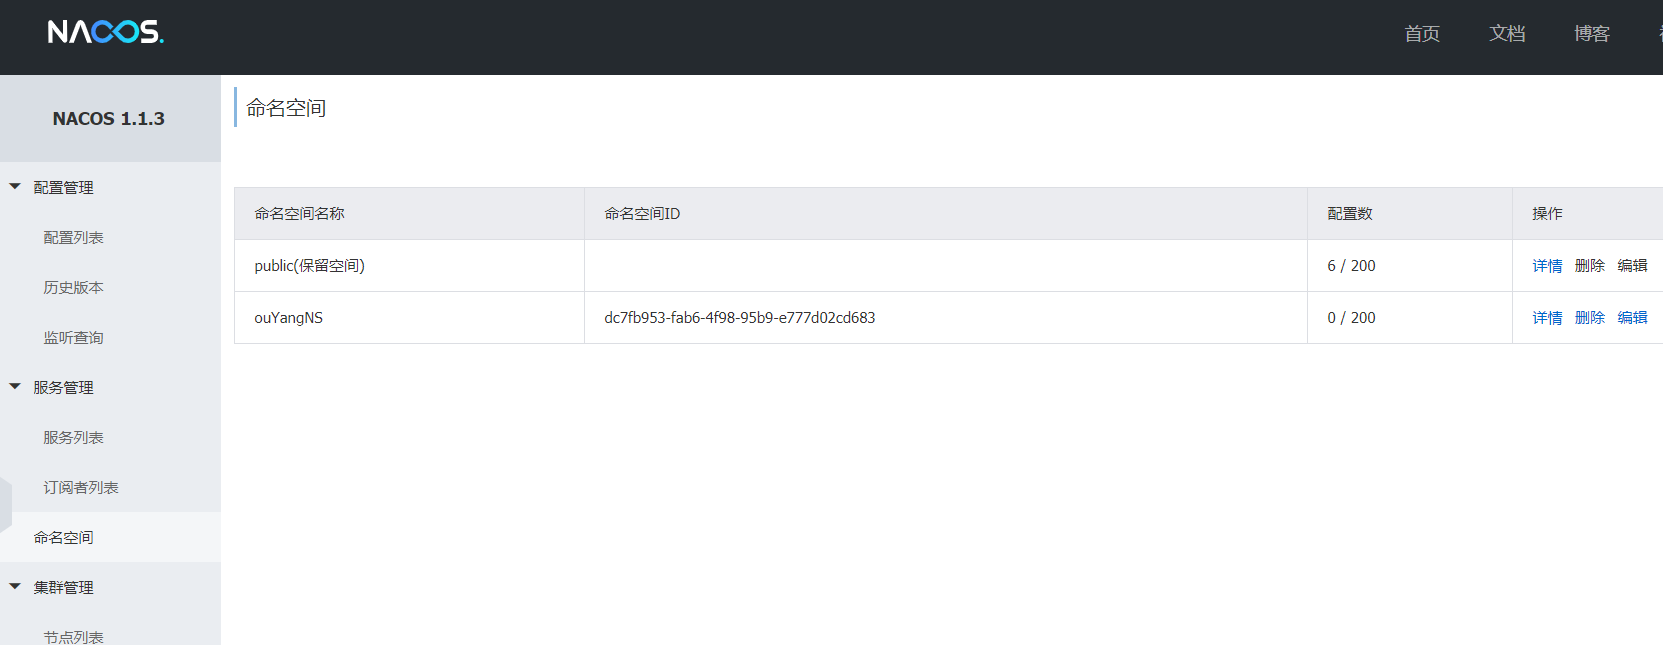 NACOS.
首页 文档 博客
NACOS 1.1.3
配置管理
配置列表
历史版本
监听查询
服务管理
服务列表
订阅者列表
命名空间
集群管理
节点列表
命名空间
命名空间名称 命名空间ID 配置数 操作
public(保留空间) 6 / 200 详情 删除 编辑
ouYangNS dc7fb953-fab6-4f98-95b9-e777d02cd683 0 / 200 详情 删除 编辑